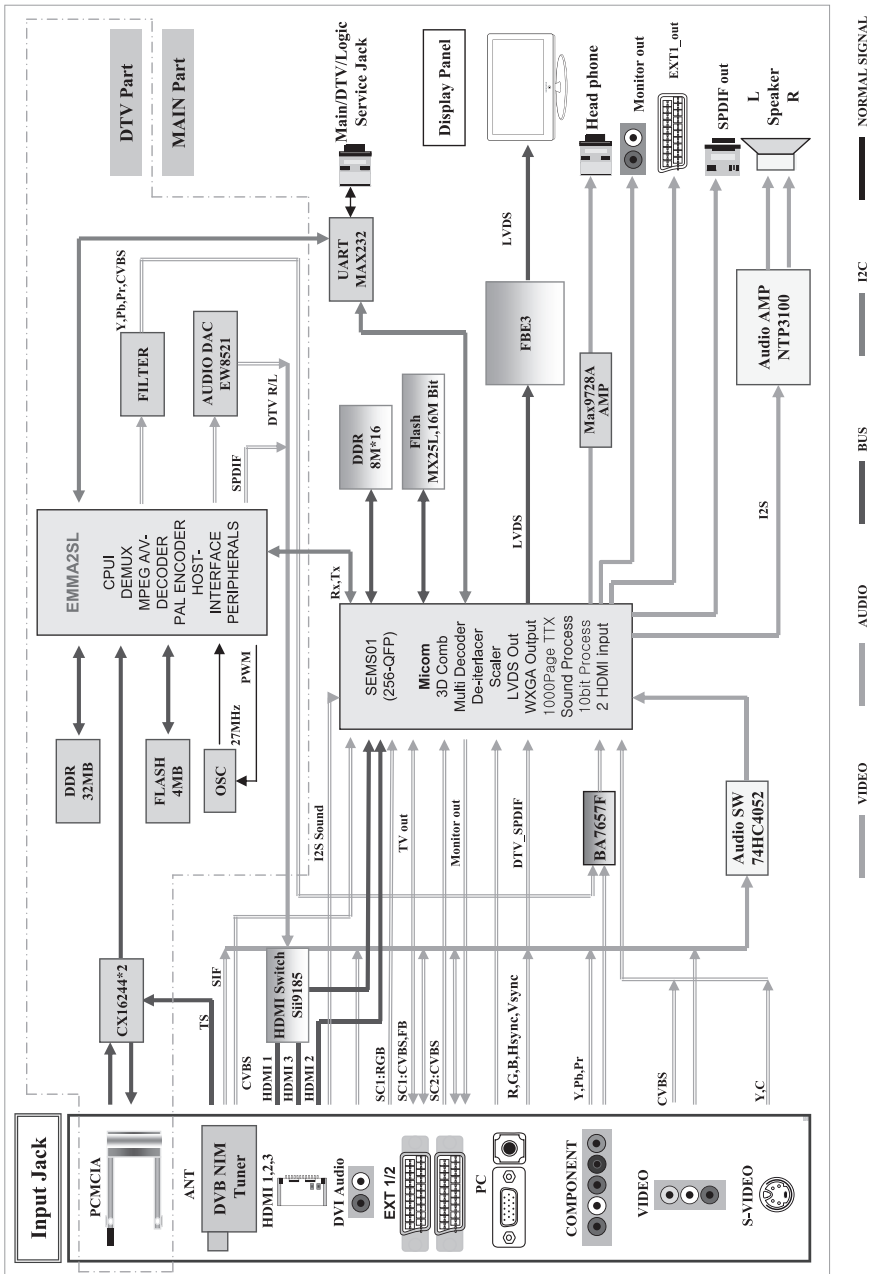 Input Jack
PCMCIA
ANT
DVB NIM
Tuner
HDMI 1,2,3
DVI Audio
EXT 1/2
PC
COMPONENT
VIDEO
S-VIDEO
CX16244*2
TS
SIF
CVBS
HDMI 1
HDMI 3
HDMI 2
HDMI Switch
Sii9185
SC1:RGB
SC1:CVBS,FB
SC2:CVBS
R,G,B,Hsync,Vsync
Y,Pb,Pr
CVBS
Y,C
DDR
32MB
FLASH
4MB
OSC
27MHz
PWM
I2S Sound
TV out
Monitor out
DTV_SPDIF
BA7657F
Audio SW
74HC4052
EMMA2SL
CPUI
DEMUX
MPEG A/V-
DECODER
PAL ENCODER
HOST-
INTERFACE
PERIPHERALS
Rx,Tx
SEMS01
(256-QFP)
Micom
3D Comb
Multi Decoder
De-iterlacer
Scaler
LVDS Out
WXGA Output
1000Page TTX
Sound Process
10bit Process
2 HDMI input
SPDIF
DTV R/L
FILTER
Y,Pb,Pr,CVBS
AUDIO DAC
EW8521
DDR
8M*16
Flash
MX25L,16M Bit
UART
MAX232
LVDS
FBE3
LVDS
Max9728A
AMP
I2S
Audio AMP
NTP3100
DTV Part
MAIN Part
Main/DTV/Logic
Service Jack
Display Panel
Head phone
Monitor out
EXT1_out
SPDIF out
L
Speaker
R
VIDEO
AUDIO
BUS
I2C
NORMAL SIGNAL